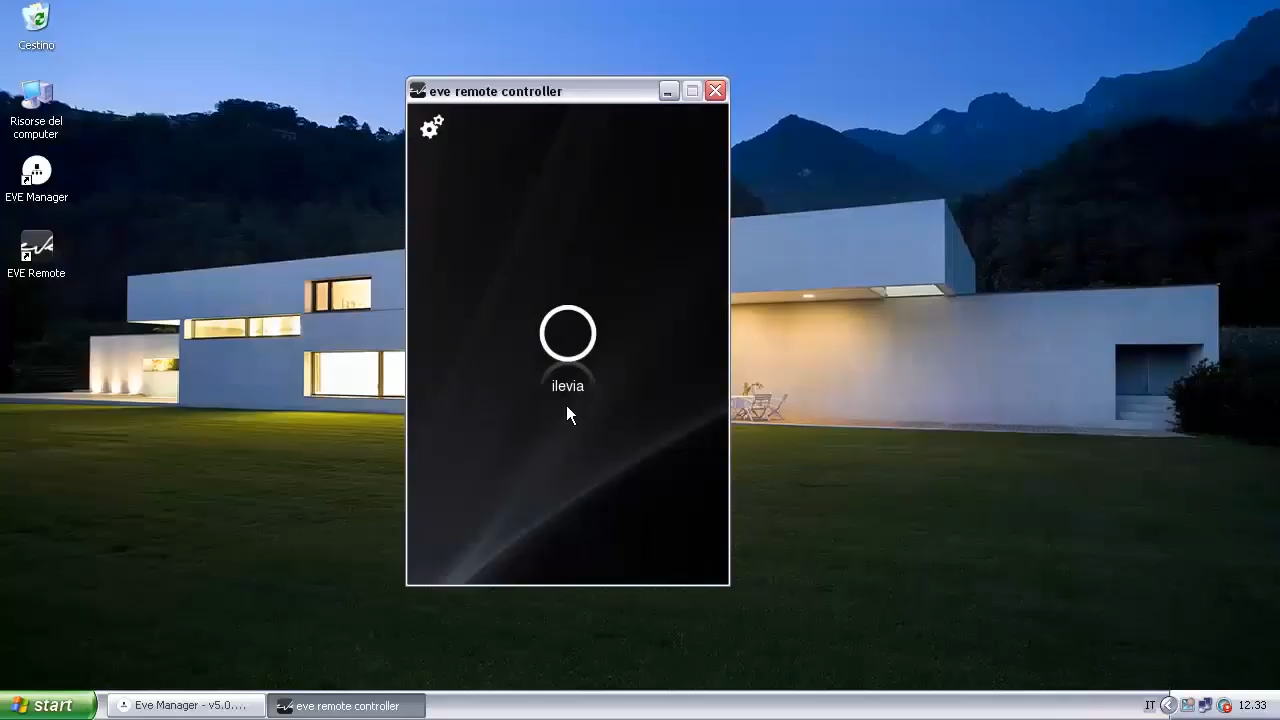 Cestino
Risorse del
computer
EVE Manager
EVE Remote
eve remote controller
ilevia
start
Eve Manager - v5.0....
eve remote controller
IT
12.33